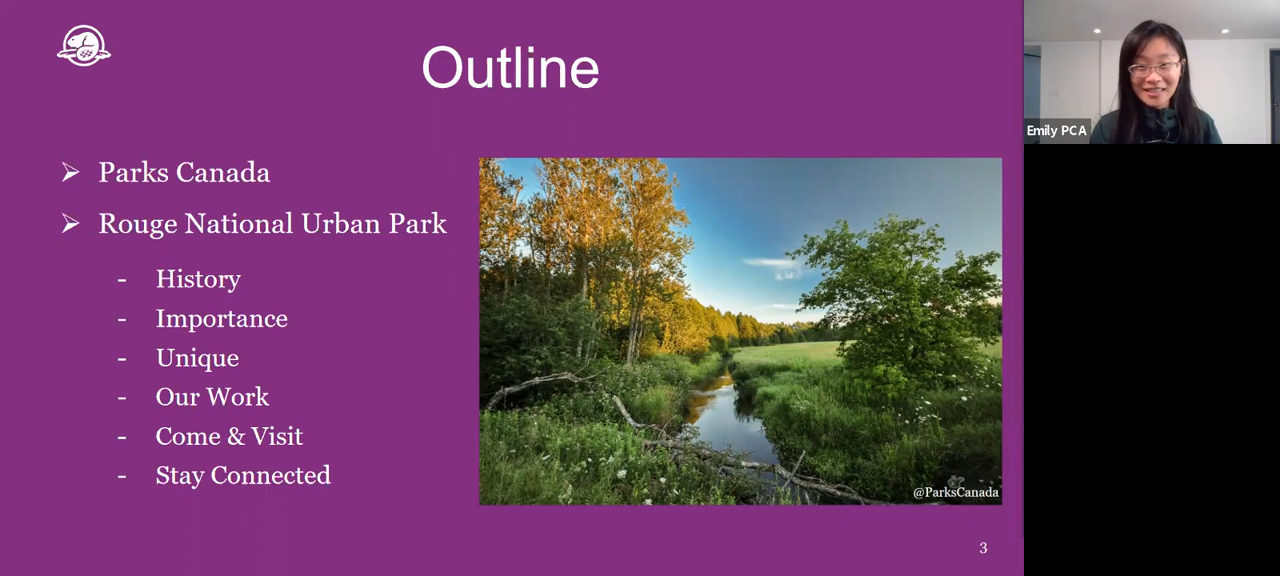 Outline
➢ Parks Canada
➢ Rouge National Urban Park
- History
- Importance
- Unique
- Our Work
- Come & Visit
- Stay Connected
@ParksCanada
3
Emily PCA